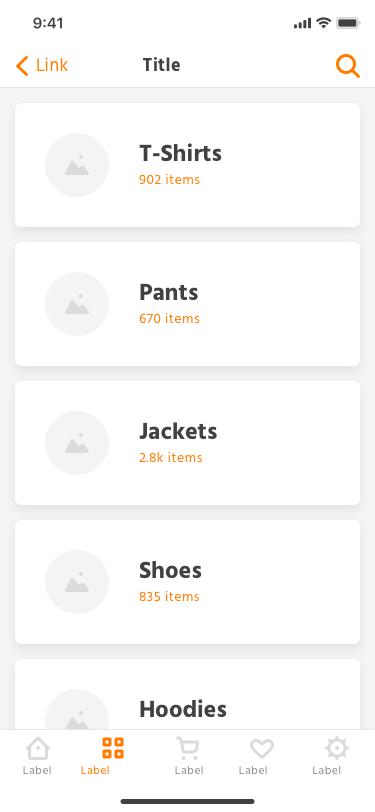 9:41
Link Title
T-Shirts
902 items
Pants
670 items
Jackets
2.8k items
Shoes
835 items
Hoodies
Label Label Label Label Label